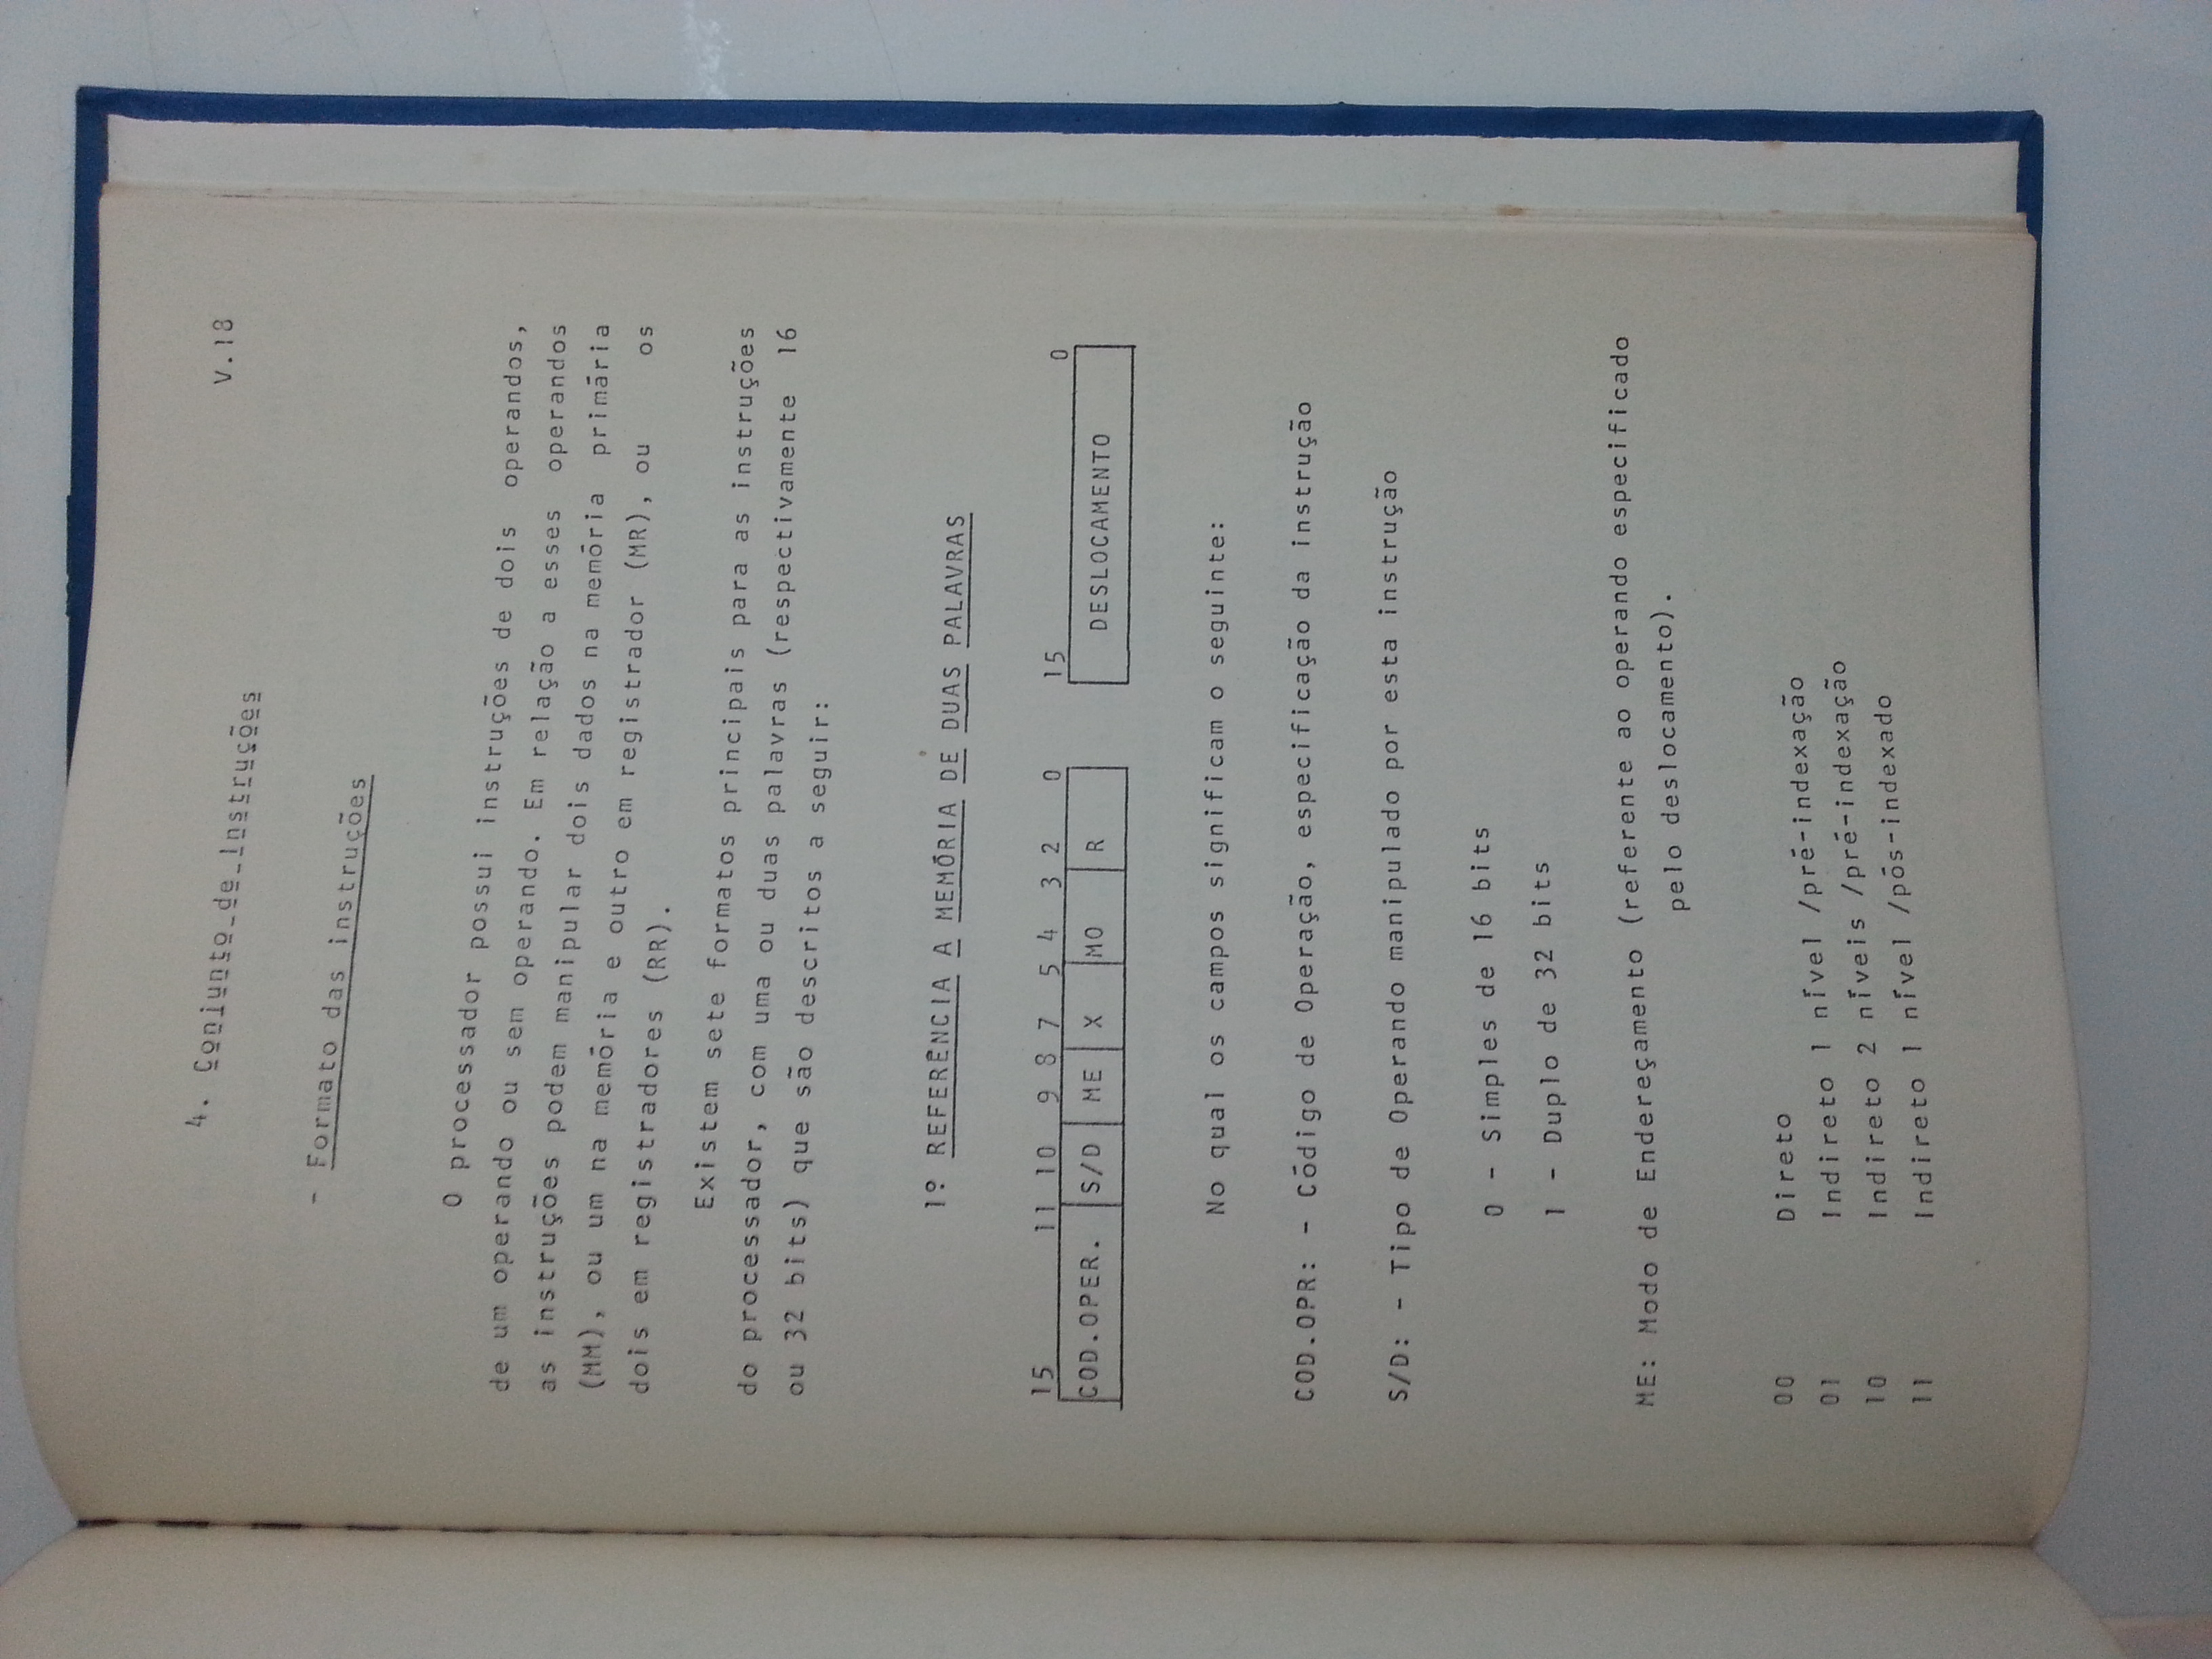 V.18
4. Conjunto de Instruções
- Formato das instruções
O processador possui instruções de dois operandos,
de um operando ou sem operando. Em relação a esses operandos
as instruções podem manipular dois dados na memória primária
(MM), ou um na memória e outro em registrador (MR), ou os
dois em registradores (RR).
Existem sete formatos principais para as instruções
do processador, com uma ou duas palavras (respectivamente 16
ou 32 bits) que são descritos a seguir:
1º REFERÊNCIA A MEMÓRIA DE DUAS PALAVRAS
15 11 10 9 8 7 5 4 3 2 0 15 0
COD.OPER. S/D ME X MO R DESLOCAMENTO
No qual os campos significam o seguinte:
COD.OPR: - Código de Operação, especificação da instrução
S/D: - Tipo de Operando manipulado por esta instrução
0 - Simples de 16 bits
1 - Duplo de 32 bits
ME: Modo de Endereçamento (referente ao operando especificado
pelo deslocamento).
00 Direto
01 Indireto 1 nível /pré-indexação
10 Indireto 2 níveis /pré-indexação
11 Indireto 1 nível /pós-indexado